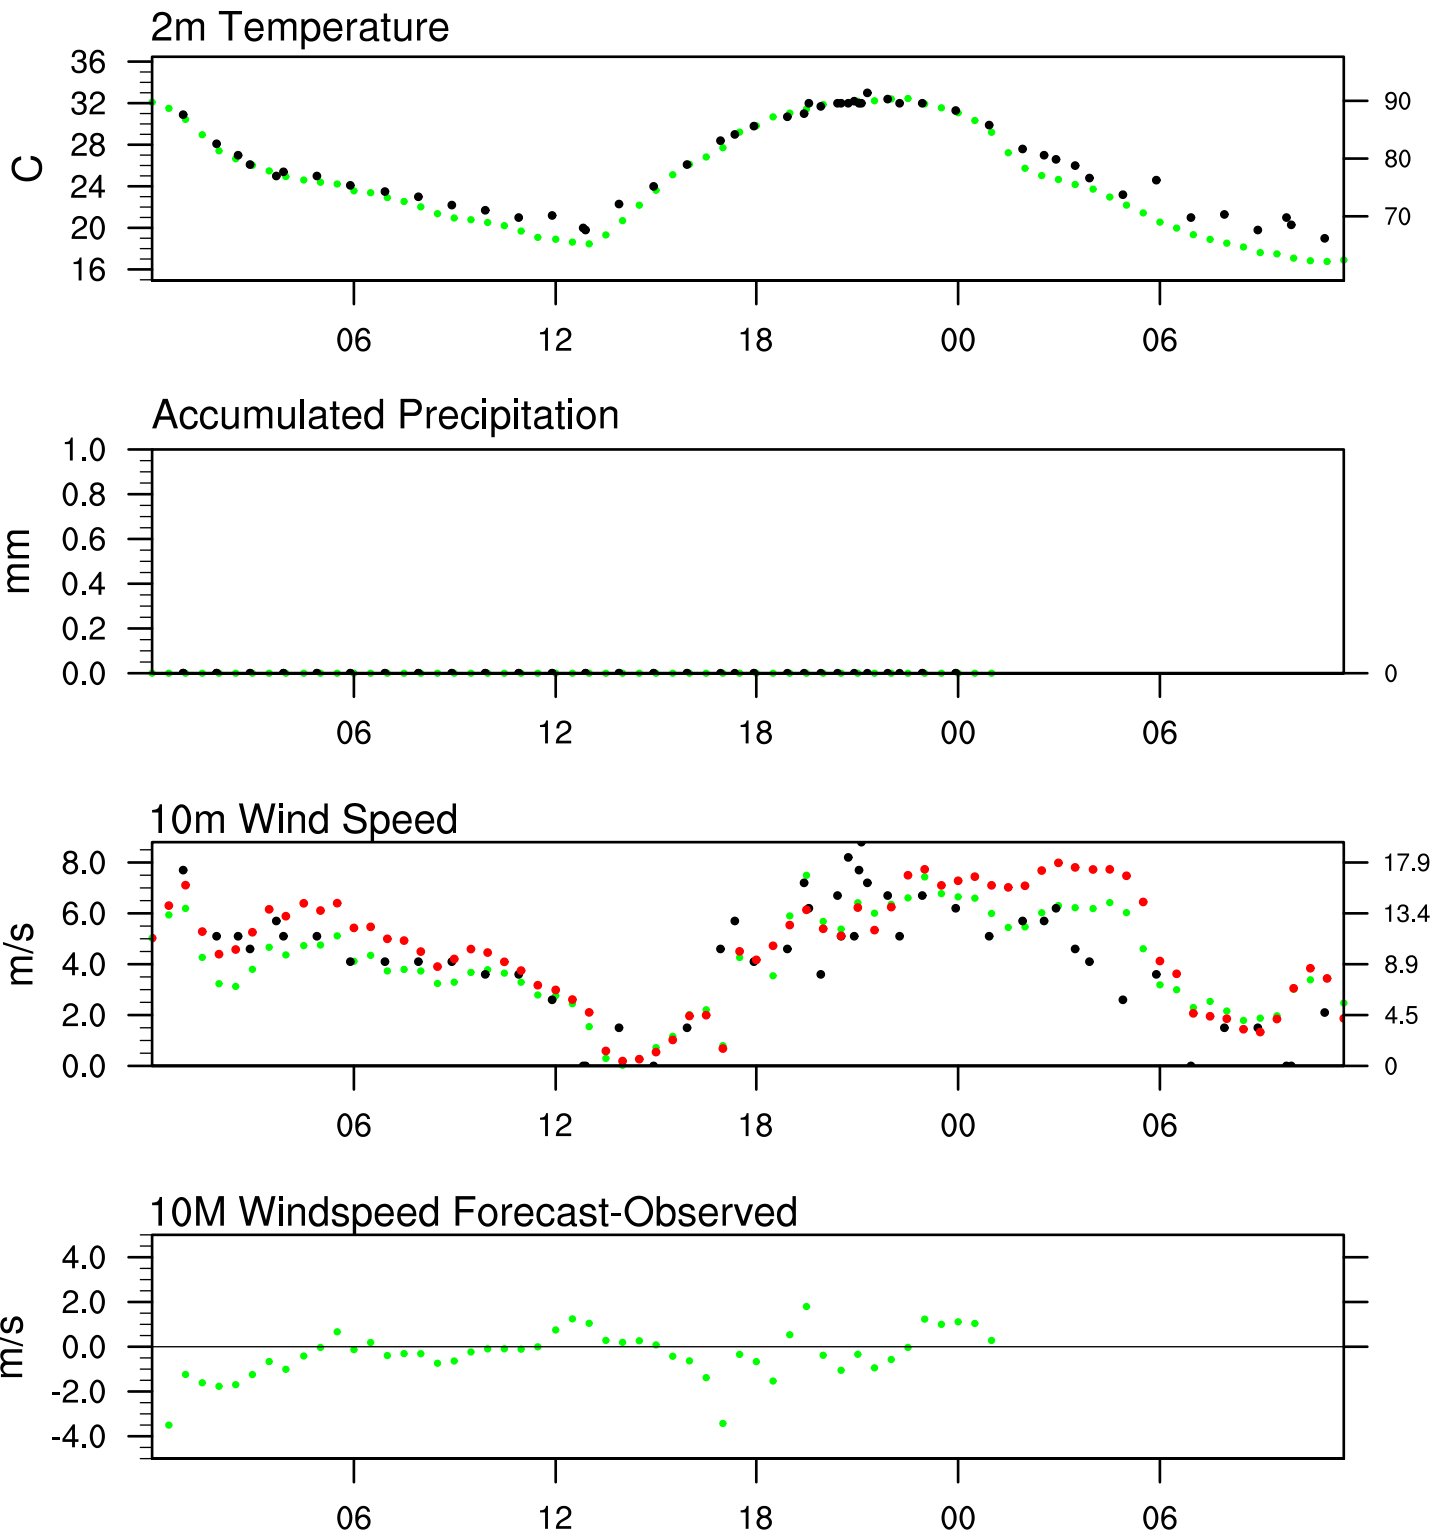 2m Temperature
36
32
28
24
20
16
C
90
80
70
06 12 18 00 06
Accumulated Precipitation
1.0
0.8
0.6
0.4
0.2
0.0
mm
0
06 12 18 00 06
10m Wind Speed
8.0
6.0
4.0
2.0
0.0
m/s
17.9
13.4
8.9
4.5
0
06 12 18 00 06
10M Windspeed Forecast-Observed
4.0
2.0
0.0
-2.0
-4.0
m/s
06 12 18 00 06